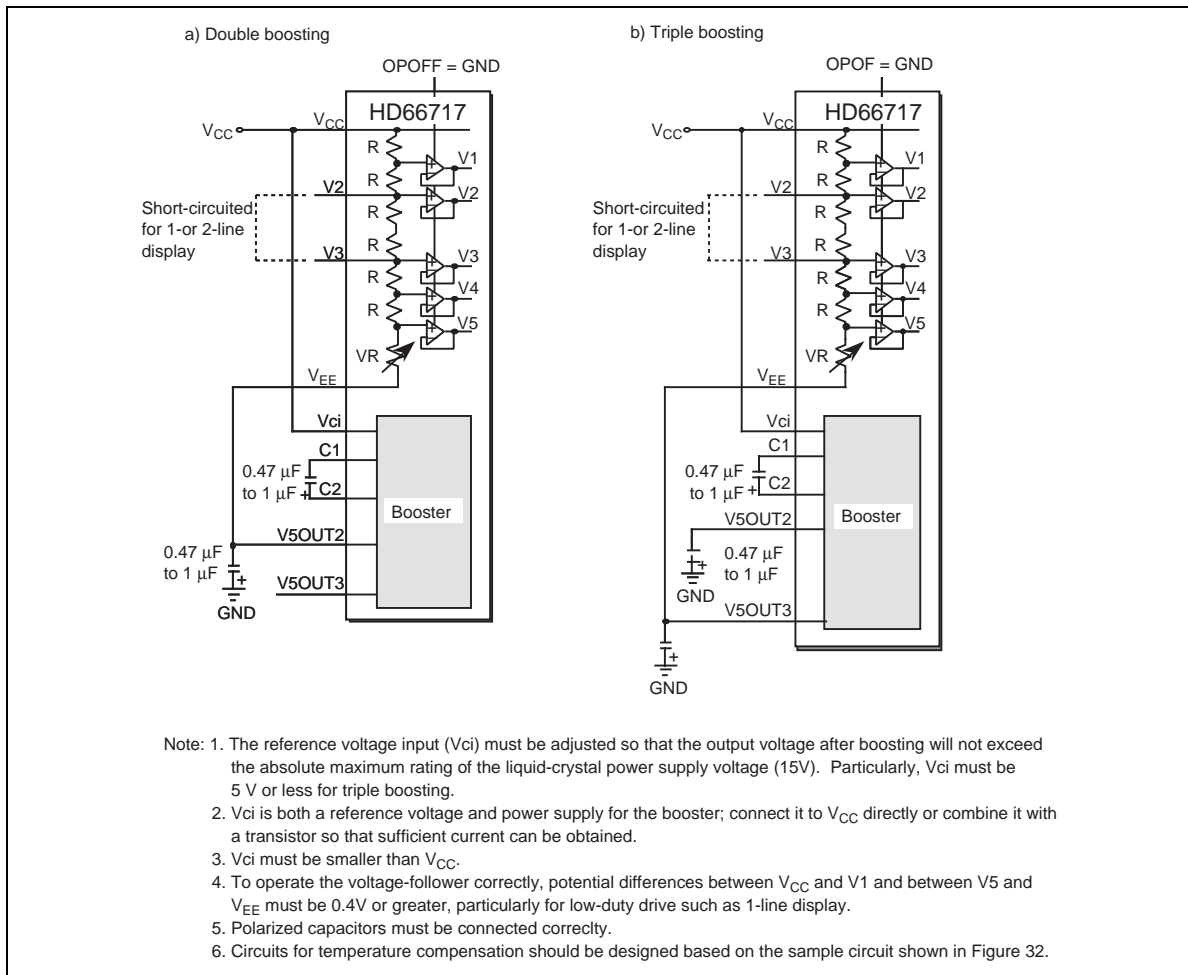 a) Double boosting
OPOFF = GND
HD66717
VCC
VCC
R
V1
R
V2
V2
R
Short-circuited
for 1-or 2-line
display
R
V3
V3
R
V4
R
V5
VR
VEE
Vci
C1
0.47 µF
to 1 µF
+
C2
Booster
V5OUT2
0.47 µF
to 1 µF
+
V5OUT3
GND
b) Triple boosting
OPOF = GND
HD66717
VCC
VCC
R
V1
R
V2
V2
R
Short-circuited
for 1-or 2-line
display
R
V3
V3
R
V4
R
V5
VR
VEE
Vci
C1
0.47 µF
to 1 µF
+
C2
V5OUT2
Booster
0.47 µF
to 1 µF
+
GND
V5OUT3
+
GND
Note: 1. The reference voltage input (Vci) must be adjusted so that the output voltage after boosting will not exceed
the absolute maximum rating of the liquid-crystal power supply voltage (15V). Particularly, Vci must be
5 V or less for triple boosting.
2. Vci is both a reference voltage and power supply for the booster; connect it to VCC directly or combine it with
a transistor so that sufficient current can be obtained.
3. Vci must be smaller than VCC.
4. To operate the voltage-follower correctly, potential differences between VCC and V1 and between V5 and
VEE must be 0.4V or greater, particularly for low-duty drive such as 1-line display.
5. Polarized capacitors must be connected correclty.
6. Circuits for temperature compensation should be designed based on the sample circuit shown in Figure 32.